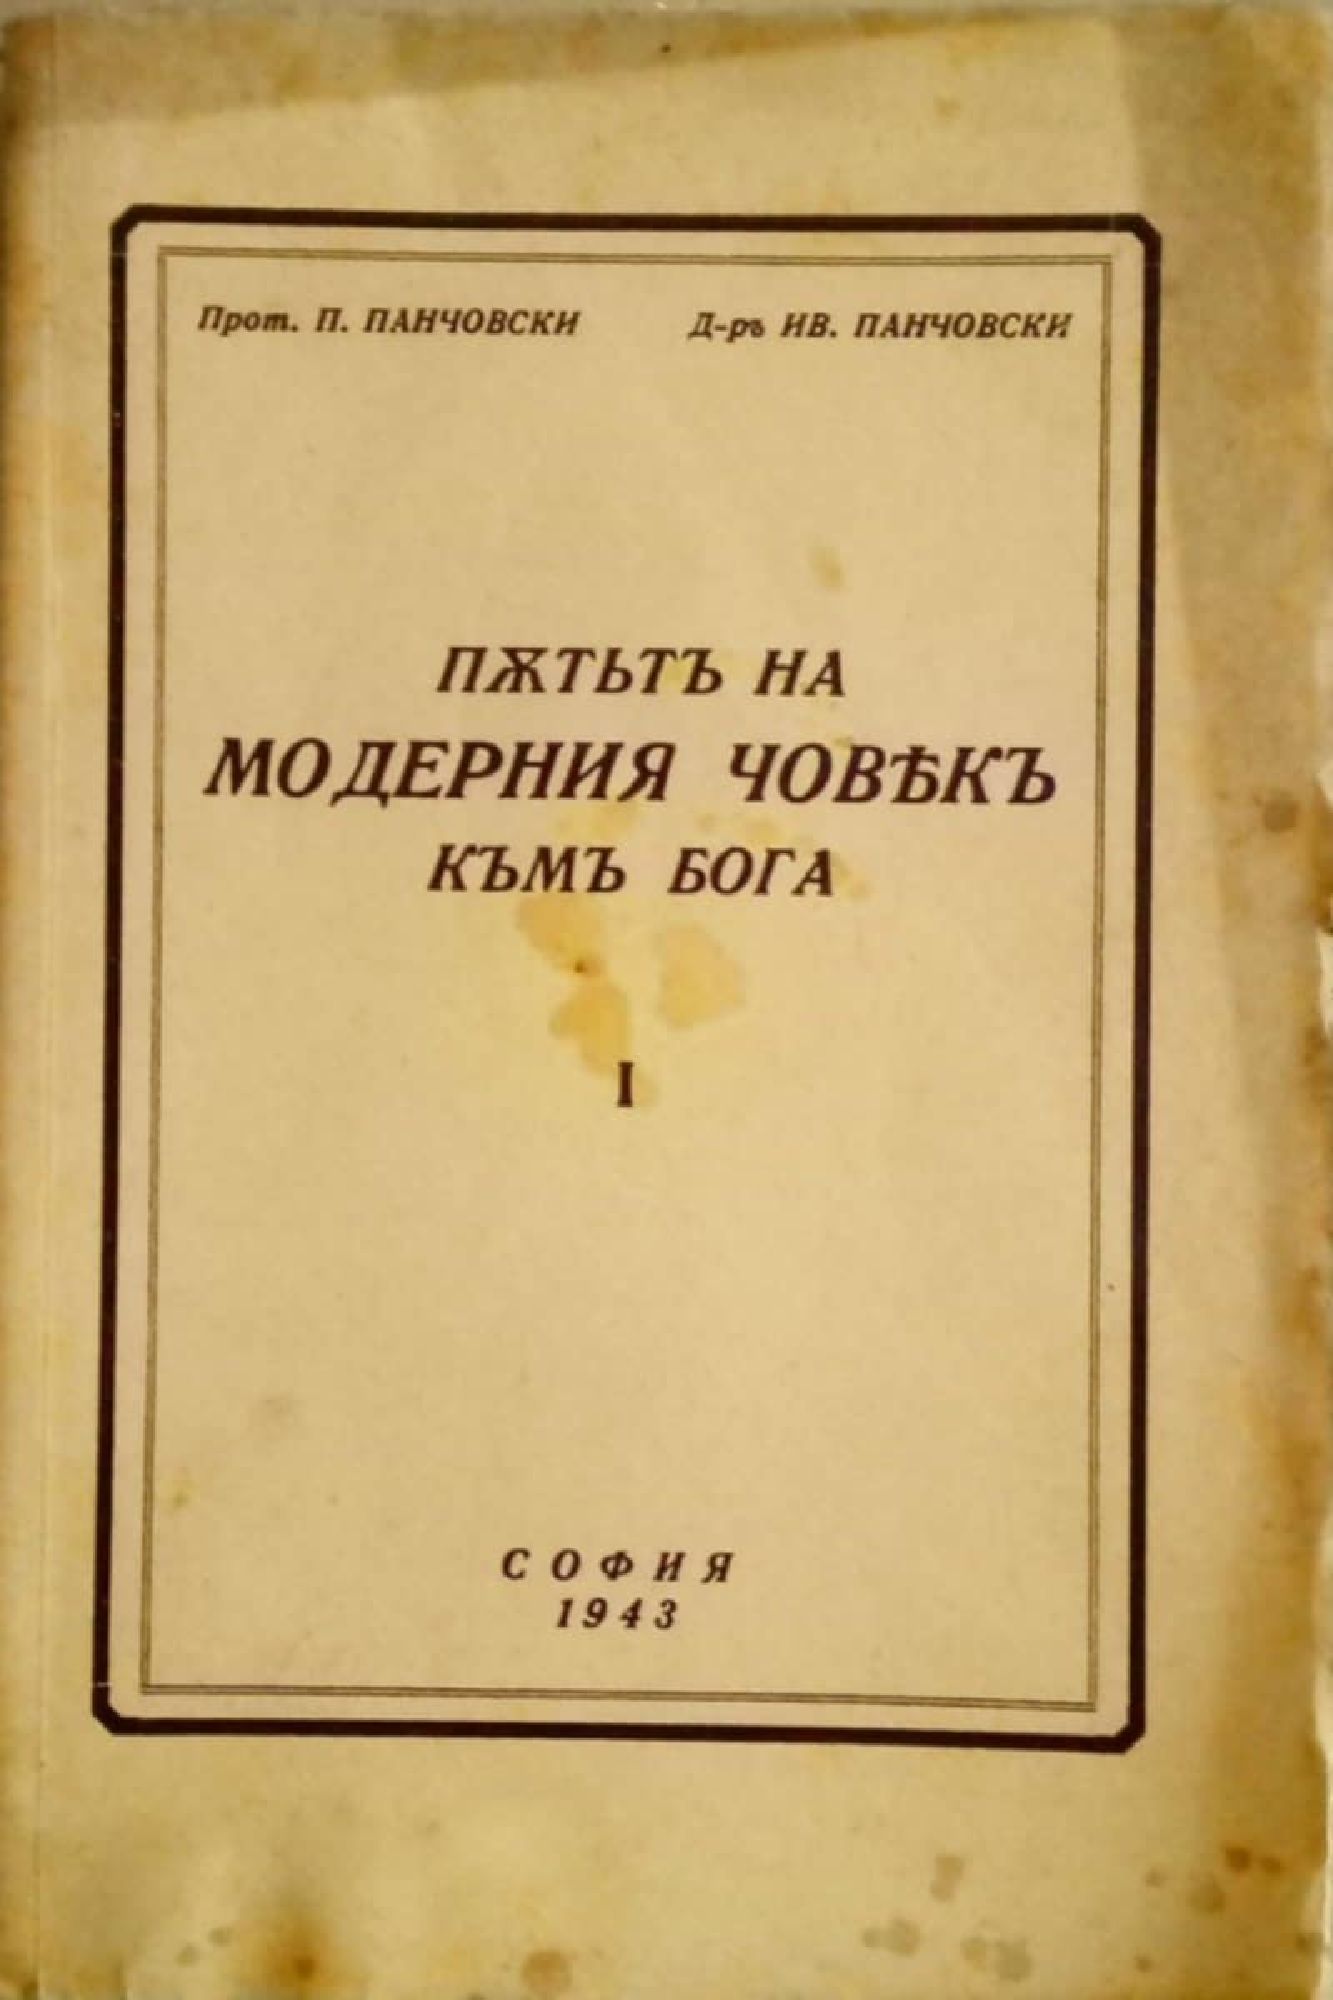 Прот. П. ПАНЧОВСКИ Д-ръ ИВ. ПАНЧОВСКИ
ПѪТЬТЪ НА
МОДЕРНИЯ ЧОВѢКЪ
КЪМЪ БОГА
I
СОФИЯ
1943